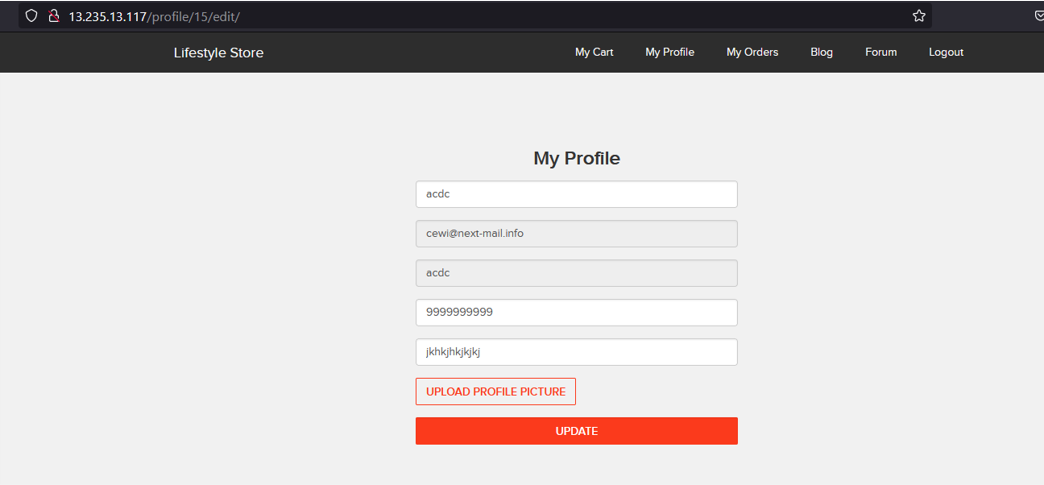 13.235.13.117/profile/15/edit/
Lifestyle Store My Cart My Profile My Orders Blog Forum Logout
My Profile
acdc
cewi@next-mail.info
acdc
9999999999
jkhkjhkjkjkj
UPLOAD PROFILE PICTURE
UPDATE